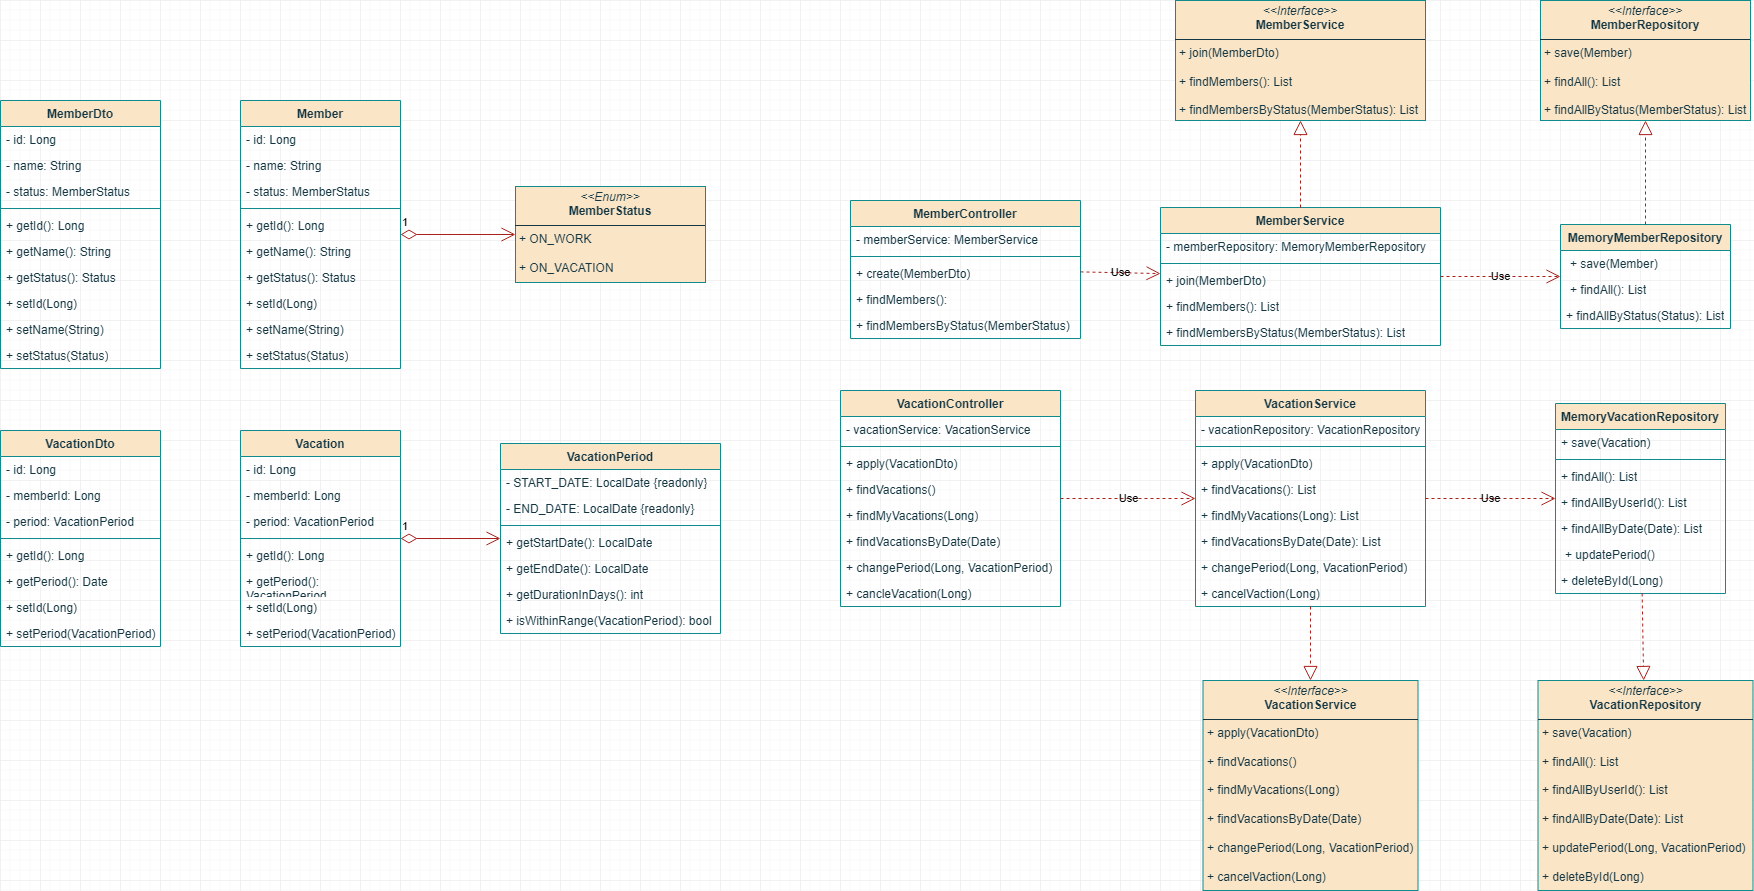 <<Interface>>
MemberService
+ join(MemberDto)
+ findMembers(): List
+ findMembersByStatus(MemberStatus): List
<<Interface>>
MemberRepository
+ save(Member)
+ findAll(): List
+ findAllByStatus(MemberStatus): List
MemberDto
- id: Long
- name: String
- status: MemberStatus
+ getId(): Long
+ getName(): String
+ getStatus(): Status
+ setId(Long)
+ setName(String)
+ setStatus(Status)
Member
- id: Long
- name: String
- status: MemberStatus
+ getId(): Long
+ getName(): String
+ getStatus(): Status
+ setId(Long)
+ setName(String)
+ setStatus(Status)
1
<<Enum>>
MemberStatus
+ ON_WORK
+ ON_VACATION
MemberController
- memberService: MemberService
+ create(MemberDto)
+ findMembers():
+ findMembersByStatus(MemberStatus)
Use
MemberService
- memberRepository: MemoryMemberRepository
+ join(MemberDto)
+ findMembers(): List
+ findMembersByStatus(MemberStatus): List
Use
MemoryMemberRepository
+ save(Member)
+ findAll(): List
+ findAllByStatus(Status): List
VacationDto
- id: Long
- memberId: Long
- period: VacationPeriod
+ getId(): Long
+ getPeriod(): Date
+ setId(Long)
+ setPeriod(VacationPeriod)
Vacation
- id: Long
- memberId: Long
- period: VacationPeriod
+ getId(): Long
+ getPeriod():
VacationPeriod
+ setId(Long)
+ setPeriod(VacationPeriod)
1
VacationPeriod
- START_DATE: LocalDate {readonly}
- END_DATE: LocalDate {readonly}
+ getStartDate(): LocalDate
+ getEndDate(): LocalDate
+ getDurationInDays(): int
+ isWithinRange(VacationPeriod): bool
VacationController
- vacationService: VacationService
+ apply(VacationDto)
+ findVacations()
+ findMyVacations(Long)
+ findVacationsByDate(Date)
+ changePeriod(Long, VacationPeriod)
+ cancleVacation(Long)
Use
VacationService
- vacationRepository: VacationRepository
+ apply(VacationDto)
+ findVacations(): List
+ findMyVacations(Long): List
+ findVacationsByDate(Date): List
+ changePeriod(Long, VacationPeriod)
+ cancelVaction(Long)
Use
MemoryVacationRepository
+ save(Vacation)
+ findAll(): List
+ findAllByUserId(): List
+ findAllByDate(Date): List
+ updatePeriod()
+ deleteById(Long)
<<Interface>>
VacationService
+ apply(VacationDto)
+ findVacations()
+ findMyVacations(Long)
+ findVacationsByDate(Date)
+ changePeriod(Long, VacationPeriod)
+ cancelVaction(Long)
<<Interface>>
VacationRepository
+ save(Vacation)
+ findAll(): List
+ findAllByUserId(): List
+ findAllByDate(Date): List
+ updatePeriod(Long, VacationPeriod)
+ deleteById(Long)